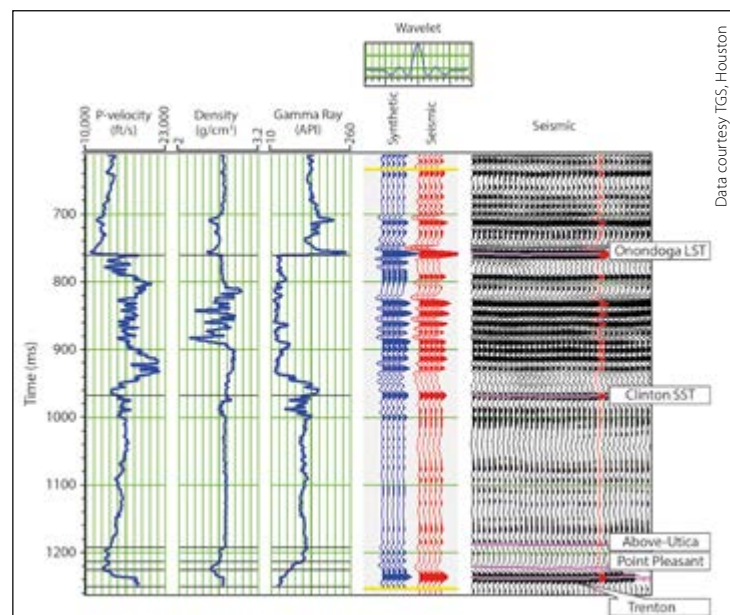 Wavelet
P-velocity
(ft/s)
10,000
23,000
Density
(g/cm³)
2
3.2
Gamma Ray
(API)
10
260
Synthetic
Seismic
Seismic
Data courtesy TGS, Houston
Time (ms)
700
800
900
1000
1100
1200
Onondoga LST
Clinton SST
Above-Utica
Point Pleasant
Trenton